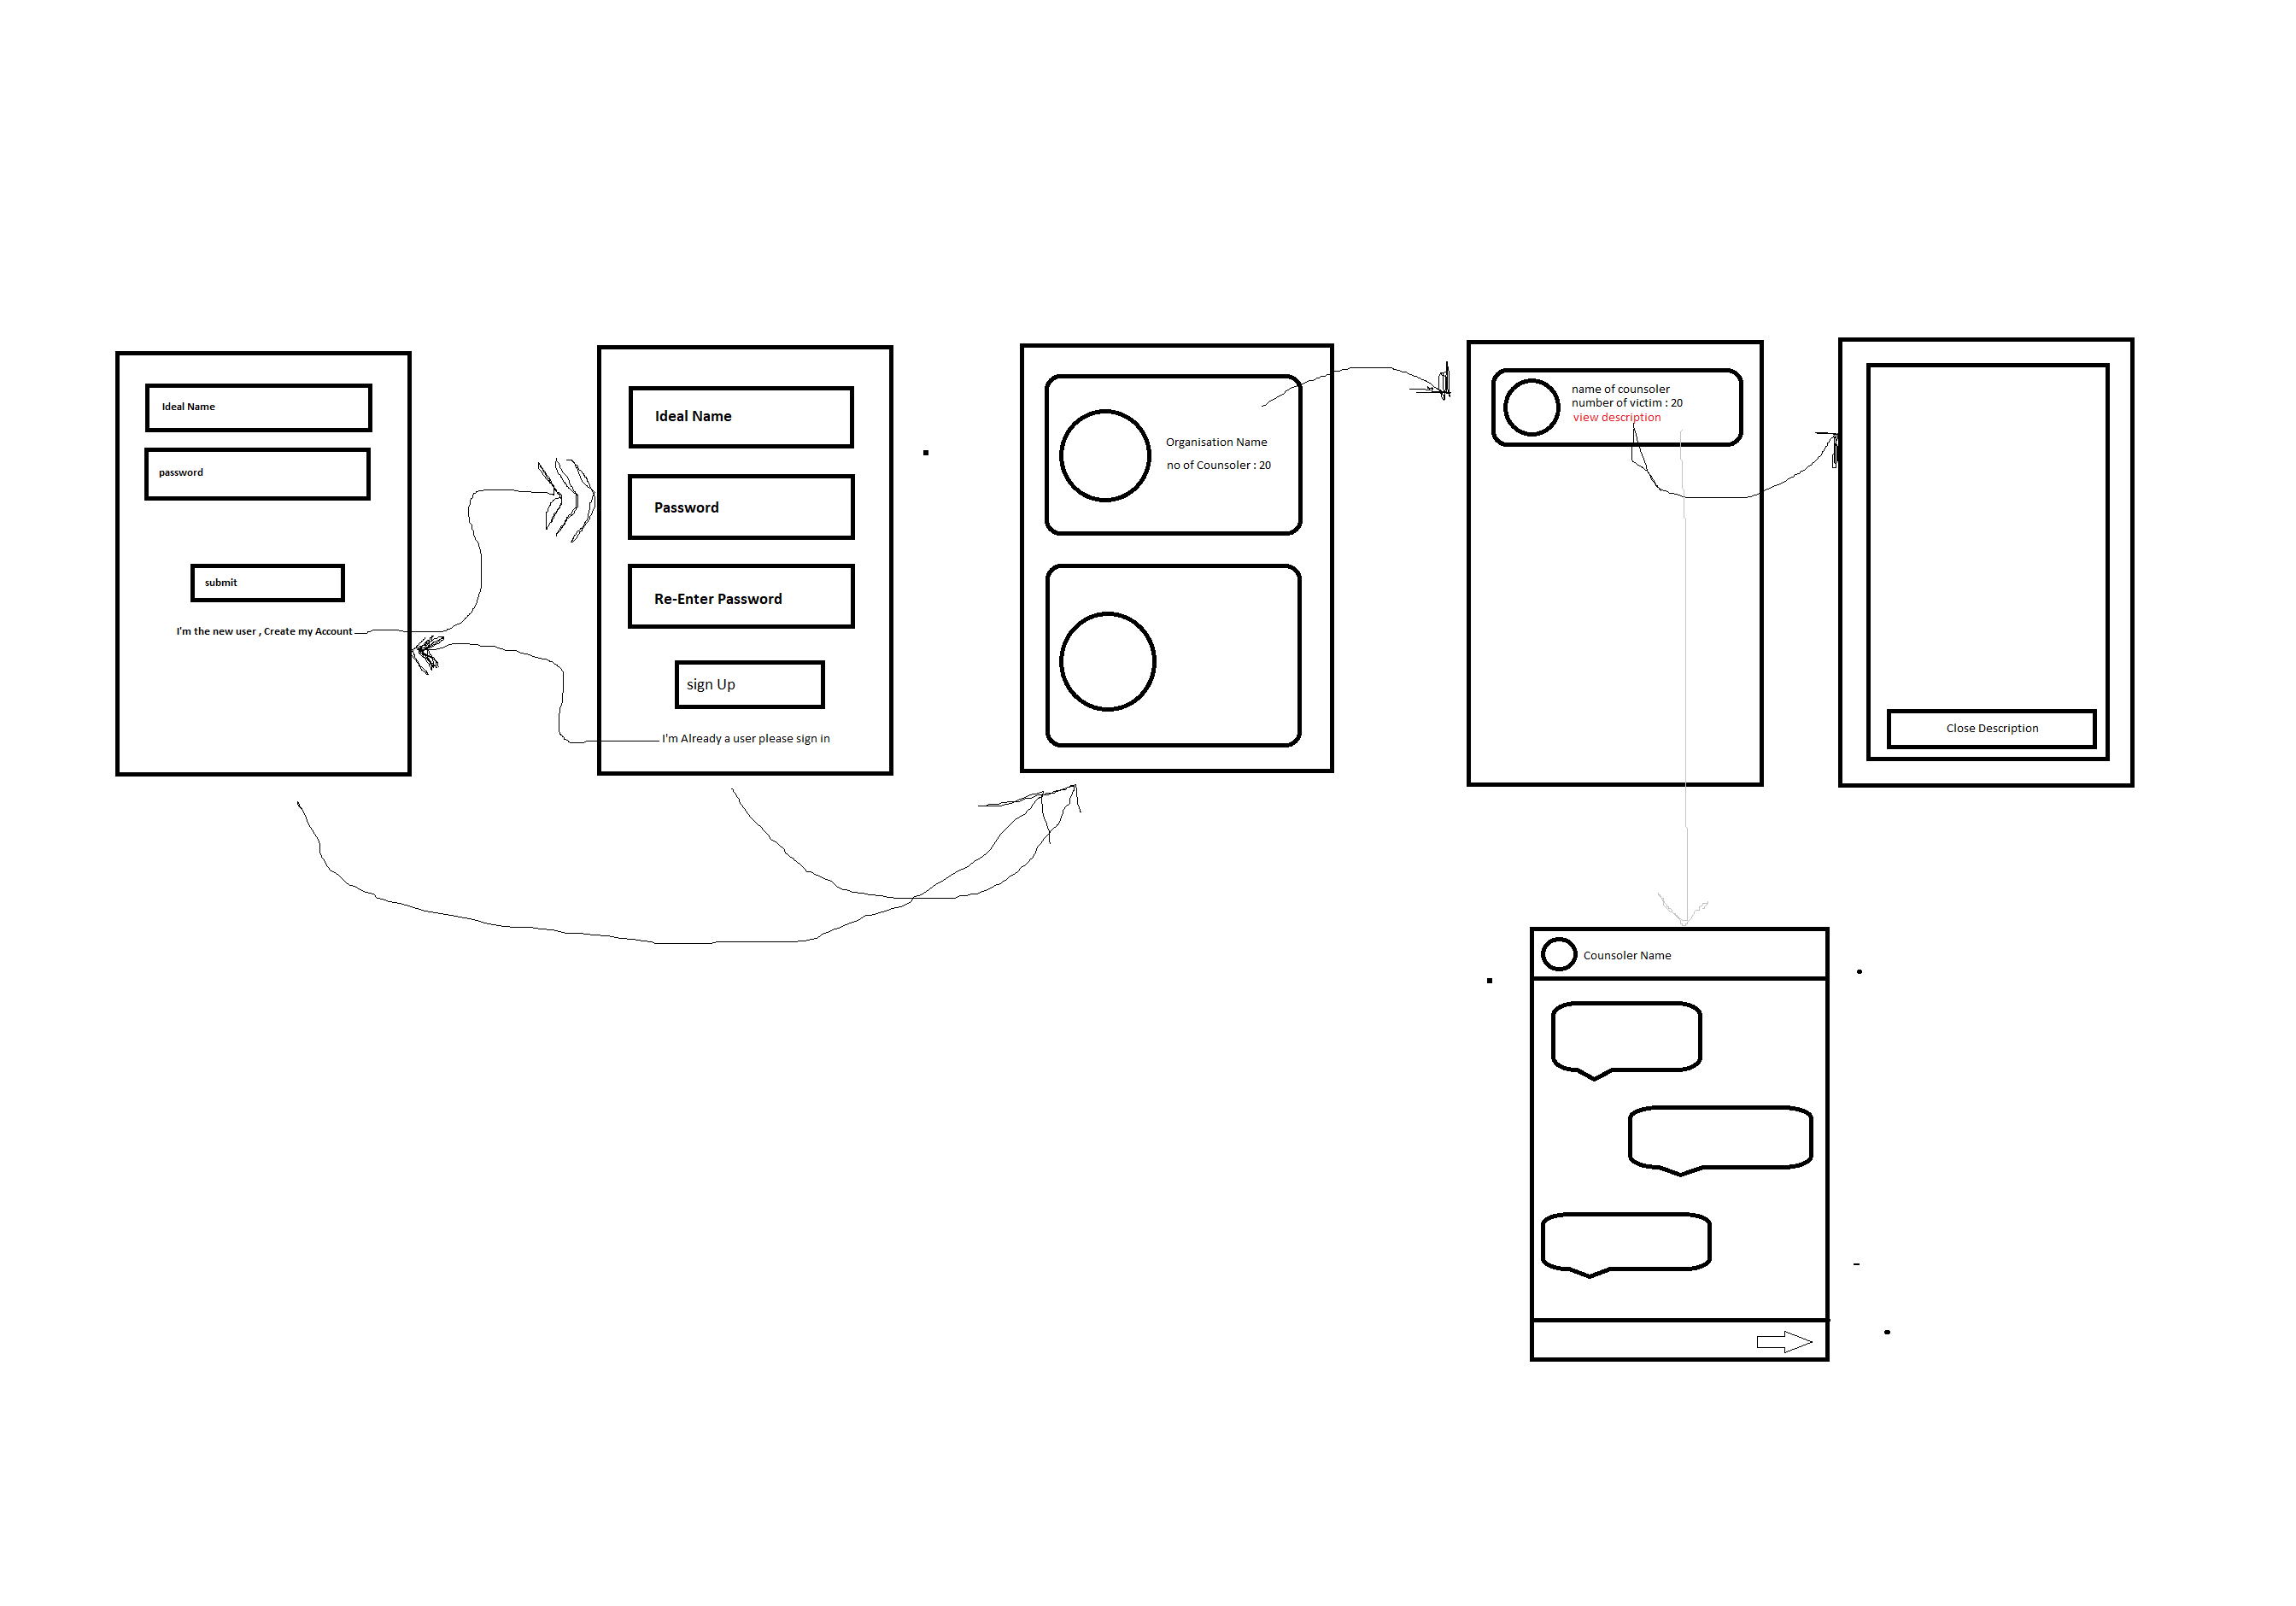 Ideal Name
password
submit
I'm the new user , Create my Account
Ideal Name
Password
Re-Enter Password
sign Up
I'm Already a user please sign in
Organisation Name
no of Counsoler : 20
name of counsoler
number of victim : 20
view description
Close Description
Counsoler Name